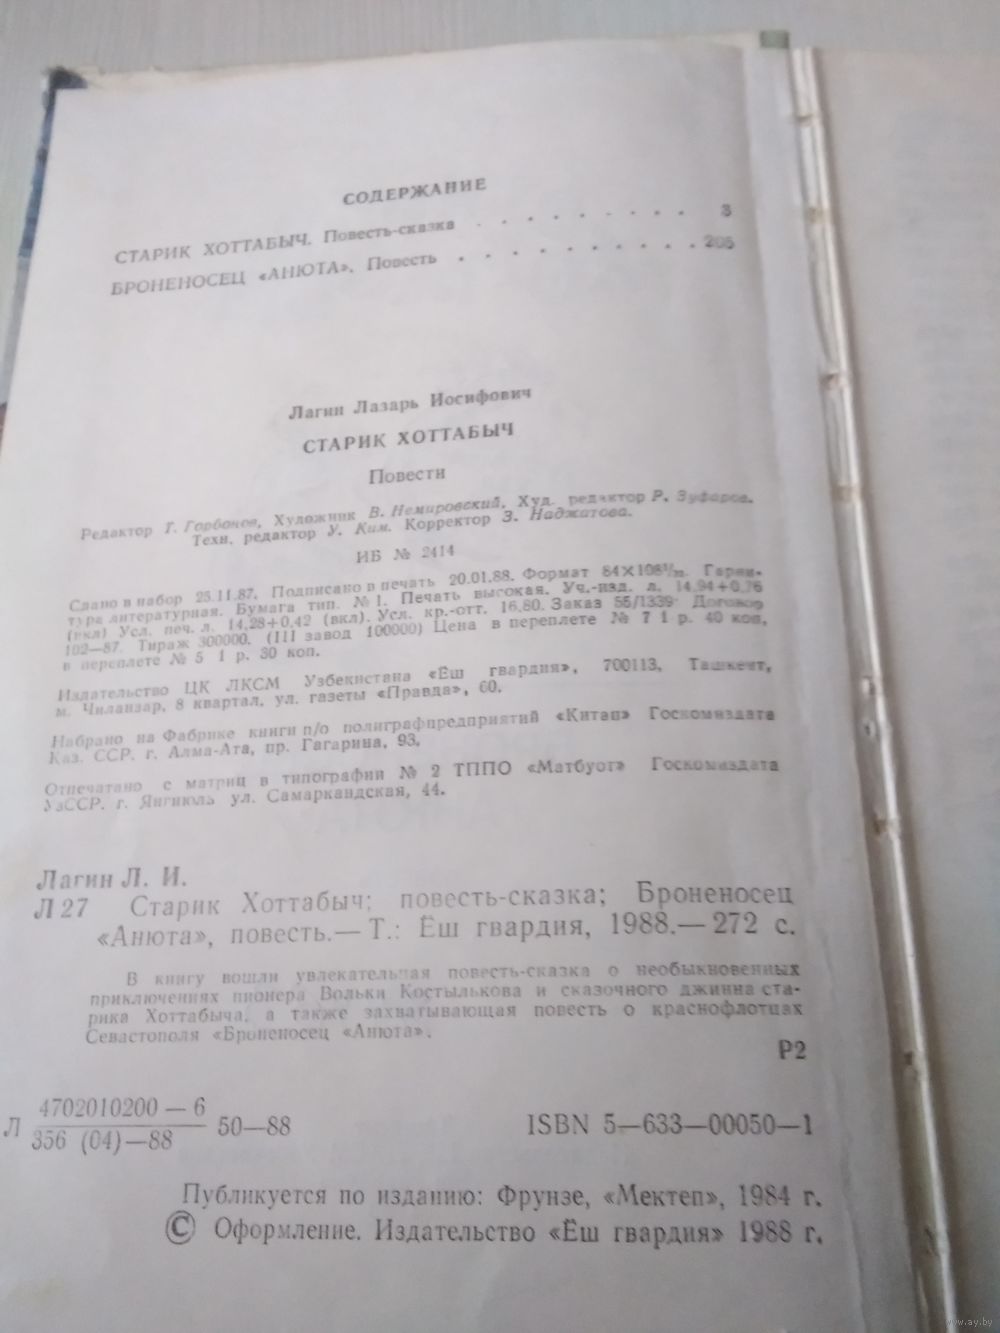 СОДЕРЖАНИЕ
СТАРИК ХОТТАБЫЧ. Повесть-сказка . . . . . . . . . 3
БРОНЕНОСЕЦ «АНЮТА». Повесть . . . . . . . . . . 205
Лагин Лазарь Иосифович
СТАРИК ХОТТАБЫЧ
Повести
Редактор Т. Горбонов, Художник В. Немировский, Худ. редактор Р. Зуфаров.
Техн. редактор У. Ким. Корректор З. Наджатова.
ИБ № 2414
Сдано в набор 25.11.87. Подписано в печать 20.01.88. Формат 84×108¹/₃₂. Гарни-
тура литературная. Бумага тип. № 1. Печать высокая. Уч.-изд. л. 14,94+0,76
(вкл) Усл. печ. л. 14,28+0,42 (вкл). Усл. кр.-отт. 16,80. Заказ 55/1339. Договор
102—87. Тираж 300000. (III завод 100000) Цена в переплете № 7 1 р. 40 коп,
в переплете № 5 1 р. 30 коп.
Издательство ЦК ЛКСМ Узбекистана «Ёш гвардия», 700113, Ташкент,
м. Чиланзар, 8 квартал, ул. газеты «Правда», 60.
Набрано на Фабрике книги п/о полиграфпредприятий «Китап» Госкомиздата
Каз. ССР. г. Алма-Ата, пр. Гагарина, 93.
Отпечатано с матриц в типографии № 2 ТППО «Матбуот» Госкомиздата
УзССР. г. Янгиюль ул. Самаркандская, 44.
Лагин Л. И.
Л 27 Старик Хоттабыч: повесть-сказка; Броненосец
«Анюта», повесть.— Т.: Ёш гвардия, 1988.— 272 с.
В книгу вошли увлекательная повесть-сказка о необыкновенных
приключениях пионера Вольки Костылькова и сказочного джинна ста-
рика Хоттабыча, а также захватывающая повесть о краснофлотцах
Севастополя «Броненосец «Анюта».
Р2
Л 4702010200 — 6 / 356 (04)—88 50—88 ISBN 5—633—00050—1
Публикуется по изданию: Фрунзе, «Мектеп», 1984 г.
© Оформление. Издательство «Ёш гвардия» 1988 г.
www.ay.by